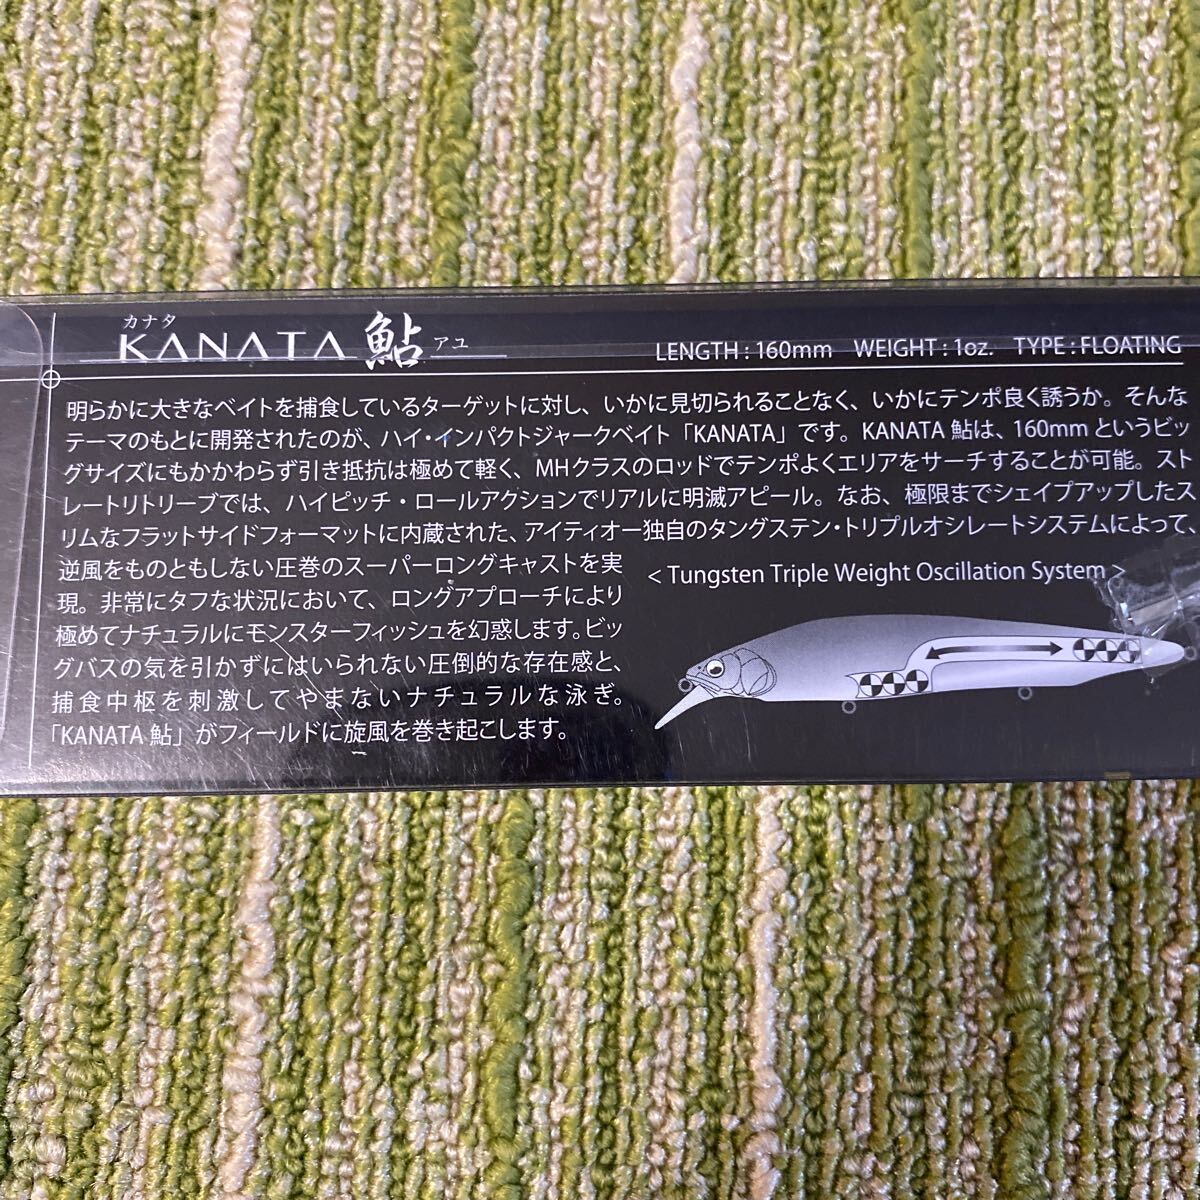 カナタ
KANATA 鮎 アユ
LENGTH : 160mm WEIGHT : 1oz. TYPE : FLOATING
明らかに大きなベイトを捕食しているターゲットに対し、いかに見切られることなく、いかにテンポ良く誘うか。そんな
テーマのもとに開発されたのが、ハイ・インパクトジャークベイト「KANATA」です。KANATA 鮎は、160mm というビッ
グサイズにもかかわらず引き抵抗は極めて軽く、MHクラスのロッドでテンポよくエリアをサーチすることが可能。スト
レートリトリーブでは、ハイピッチ・ロールアクションでリアルに明滅アピール。なお、極限までシェイプアップしたス
リムなフラットサイドフォーマットに内蔵された、アイティオー独自のタングステン・トリプルオシレートシステムによって、
逆風をものともしない圧巻のスーパーロングキャストを実
現。非常にタフな状況において、ロングアプローチにより
極めてナチュラルにモンスターフィッシュを幻惑します。ビッ
グバスの気を引かずにはいられない圧倒的な存在感と、
捕食中枢を刺激してやまないナチュラルな泳ぎ。
「KANATA 鮎」がフィールドに旋風を巻き起こします。
< Tungsten Triple Weight Oscillation System >